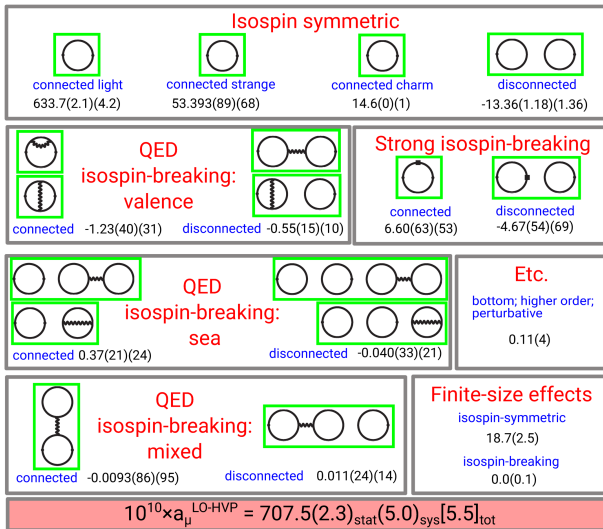 Isospin symmetric
connected light
633.7(2.1)(4.2)
connected strange
53.393(89)(68)
connected charm
14.6(0)(1)
disconnected
-13.36(1.18)(1.36)
QED
isospin-breaking:
valence
connected -1.23(40)(31)
disconnected -0.55(15)(10)
Strong isospin-breaking
connected
6.60(63)(53)
disconnected
-4.67(54)(69)
QED
isospin-breaking:
sea
connected 0.37(21)(24)
disconnected -0.040(33)(21)
Etc.
bottom; higher order;
perturbative
0.11(4)
QED
isospin-breaking:
mixed
connected -0.0093(86)(95)
disconnected 0.011(24)(14)
Finite-size effects
isospin-symmetric
18.7(2.5)
isospin-breaking
0.0(0.1)
10¹⁰×aμ^LO-HVP = 707.5(2.3)stat(5.0)sys[5.5]tot